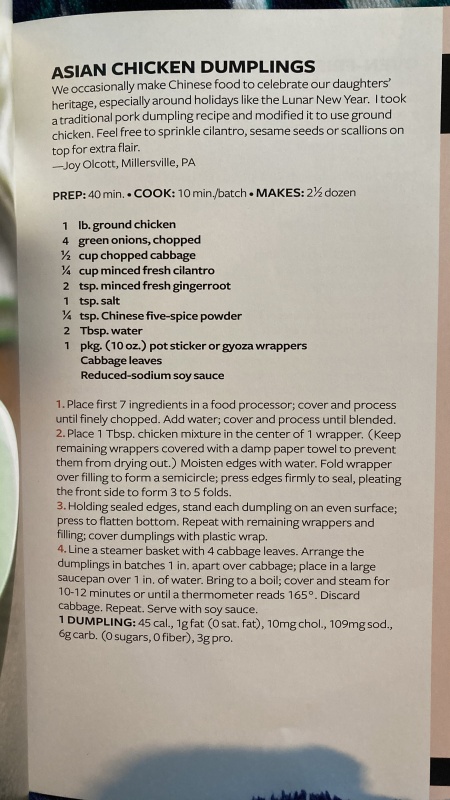 ASIAN CHICKEN DUMPLINGS
We occasionally make Chinese food to celebrate our daughters'
heritage, especially around holidays like the Lunar New Year. I took
a traditional pork dumpling recipe and modified it to use ground
chicken. Feel free to sprinkle cilantro, sesame seeds or scallions on
top for extra flair.
—Joy Olcott, Millersville, PA
PREP: 40 min. • COOK: 10 min./batch • MAKES: 2½ dozen
1 lb. ground chicken
4 green onions, chopped
½ cup chopped cabbage
¼ cup minced fresh cilantro
2 tsp. minced fresh gingerroot
1 tsp. salt
¼ tsp. Chinese five-spice powder
2 Tbsp. water
1 pkg. (10 oz.) pot sticker or gyoza wrappers
Cabbage leaves
Reduced-sodium soy sauce
1. Place first 7 ingredients in a food processor; cover and process
until finely chopped. Add water; cover and process until blended.
2. Place 1 Tbsp. chicken mixture in the center of 1 wrapper. (Keep
remaining wrappers covered with a damp paper towel to prevent
them from drying out.) Moisten edges with water. Fold wrapper
over filling to form a semicircle; press edges firmly to seal, pleating
the front side to form 3 to 5 folds.
3. Holding sealed edges, stand each dumpling on an even surface;
press to flatten bottom. Repeat with remaining wrappers and
filling; cover dumplings with plastic wrap.
4. Line a steamer basket with 4 cabbage leaves. Arrange the
dumplings in batches 1 in. apart over cabbage; place in a large
saucepan over 1 in. of water. Bring to a boil; cover and steam for
10-12 minutes or until a thermometer reads 165°. Discard
cabbage. Repeat. Serve with soy sauce.
1 DUMPLING: 45 cal., 1g fat (0 sat. fat), 10mg chol., 109mg sod.,
6g carb. (0 sugars, 0 fiber), 3g pro.